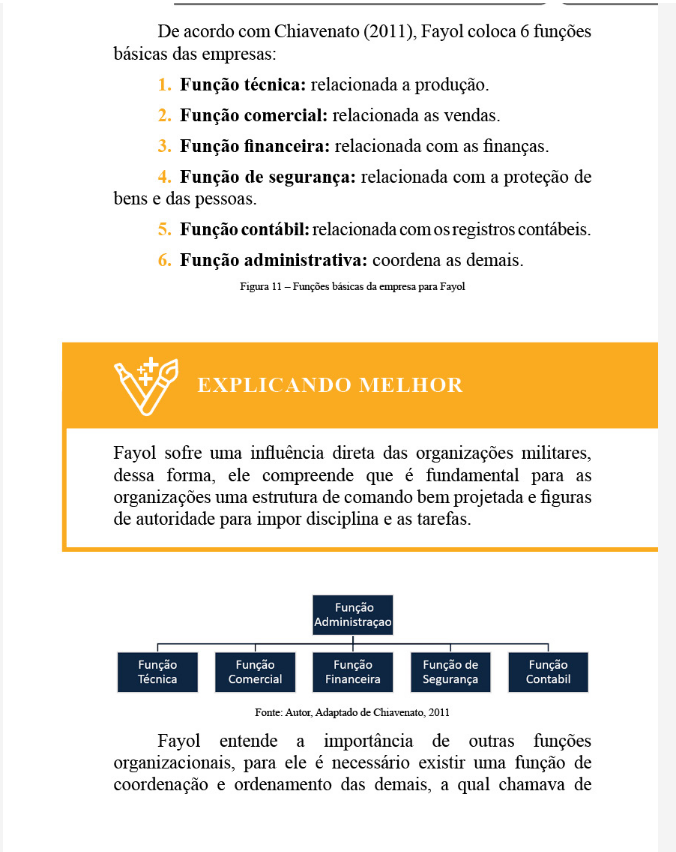 De acordo com Chiavenato (2011), Fayol coloca 6 funções
básicas das empresas:
1. Função técnica: relacionada a produção.
2. Função comercial: relacionada as vendas.
3. Função financeira: relacionada com as finanças.
4. Função de segurança: relacionada com a proteção de
bens e das pessoas.
5. Função contábil: relacionada com os registros contábeis.
6. Função administrativa: coordena as demais.
Figura 11 – Funções básicas da empresa para Fayol
EXPLICANDO MELHOR
Fayol sofre uma influência direta das organizações militares,
dessa forma, ele compreende que é fundamental para as
organizações uma estrutura de comando bem projetada e figuras
de autoridade para impor disciplina e as tarefas.
Função
Administraçao
Função
Técnica
Função
Comercial
Função
Financeira
Função de
Segurança
Função
Contabil
Fonte: Autor, Adaptado de Chiavenato, 2011
Fayol entende a importância de outras funções
organizacionais, para ele é necessário existir uma função de
coordenação e ordenamento das demais, a qual chamava de